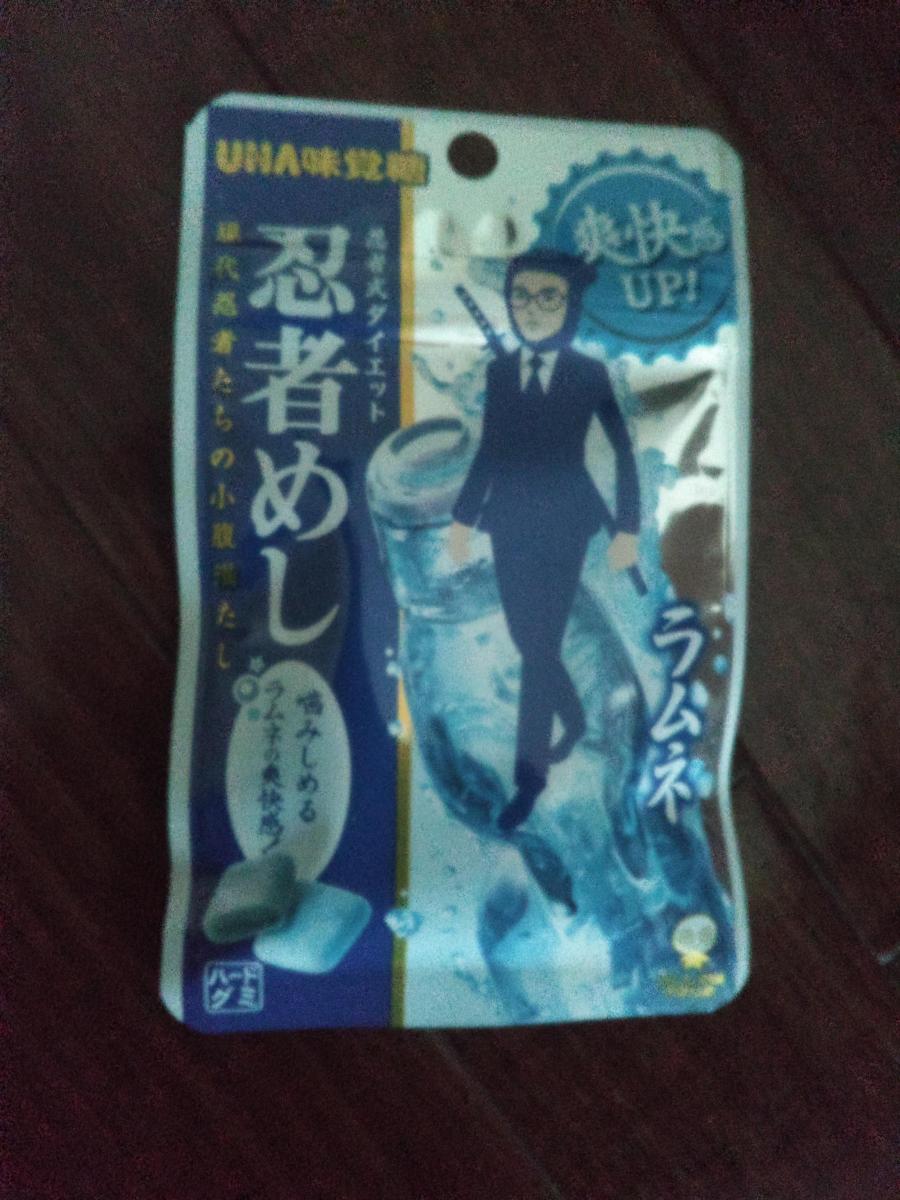 UHA味覚糖
忍者式ダイエット
忍者めし
現代忍者たちの小腹満たし
爽快感
UP!
ラムネ
噛みしめる
ラムネの爽快感!
ハード
グミ